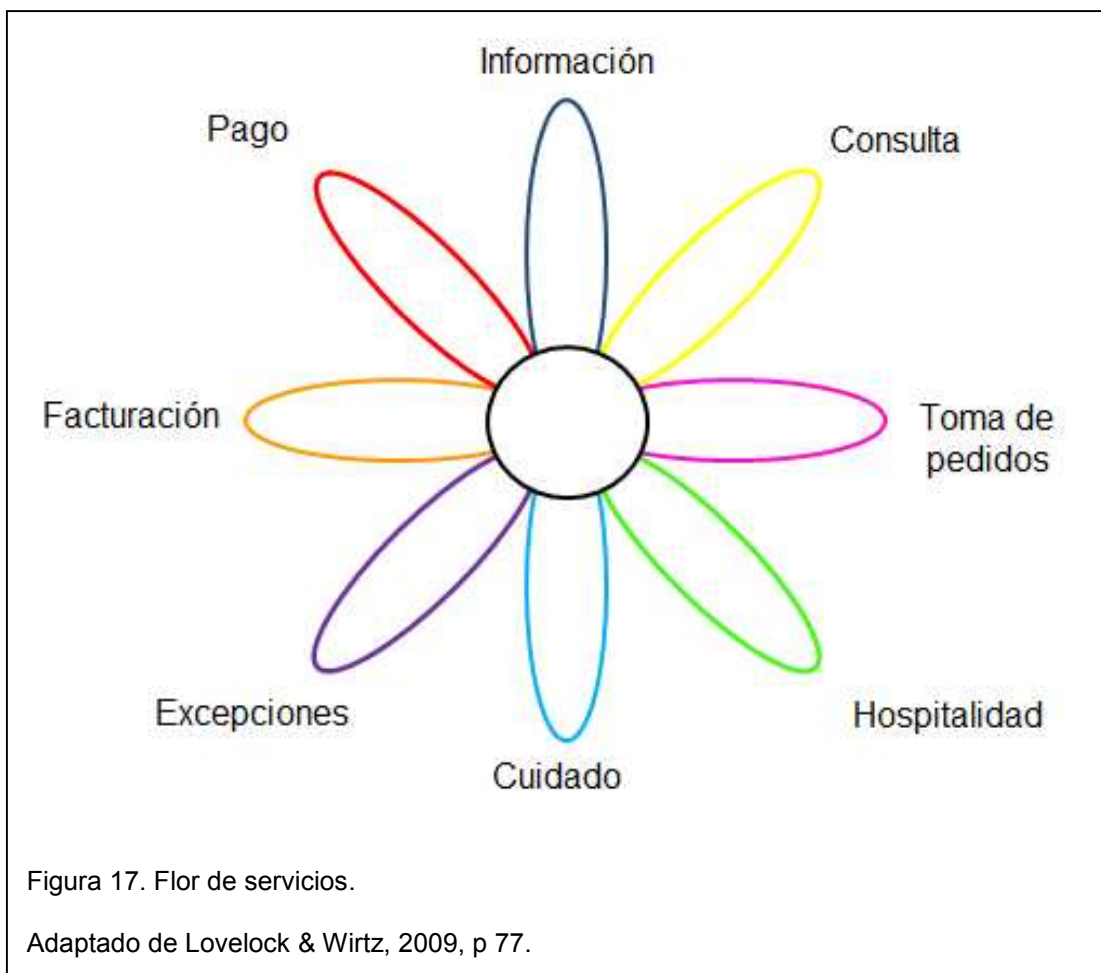 Información
Pago
Consulta
Facturación
Toma de
pedidos
Excepciones
Hospitalidad
Cuidado
Figura 17. Flor de servicios.
Adaptado de Lovelock & Wirtz, 2009, p 77.